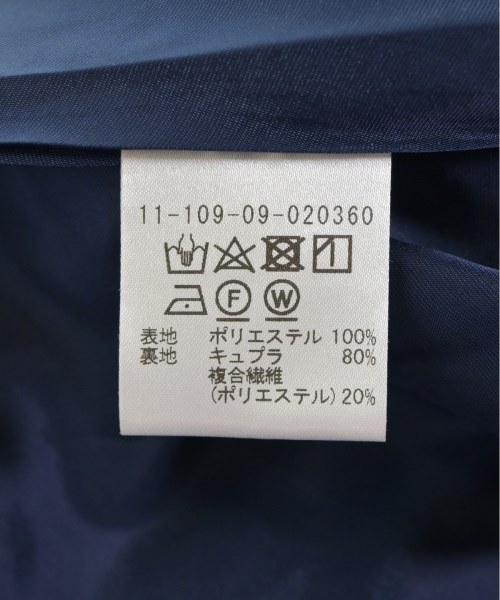 11-109-09-020360
F W
表地 ポリエステル 100%
裏地 キュプラ 80%
複合繊維
(ポリエステル) 20%